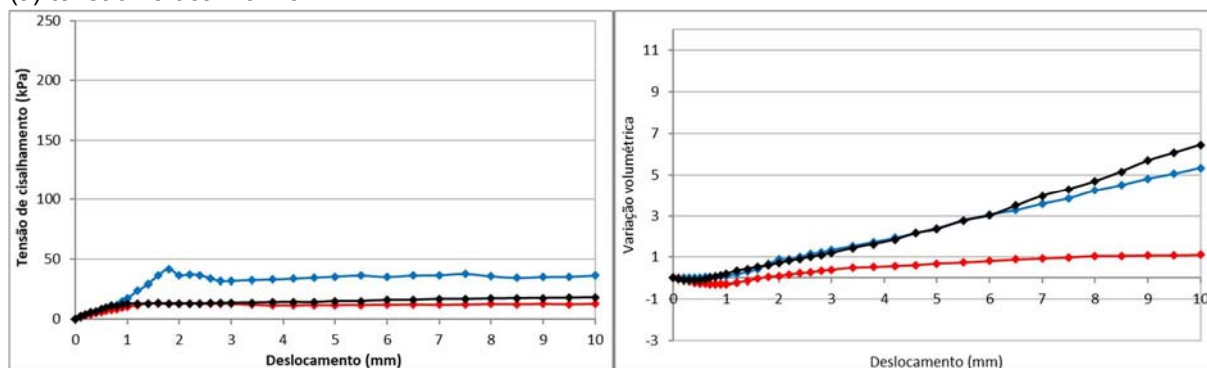 250
200
150
100
50
0
Tensão de cisalhamento (kPa)
0 1 2 3 4 5 6 7 8 9 10
Deslocamento (mm)
11
9
7
5
3
1
-1
-3
Variação volumétrica
0 1 2 3 4 5 6 7 8 9 10
Deslocamento (mm)